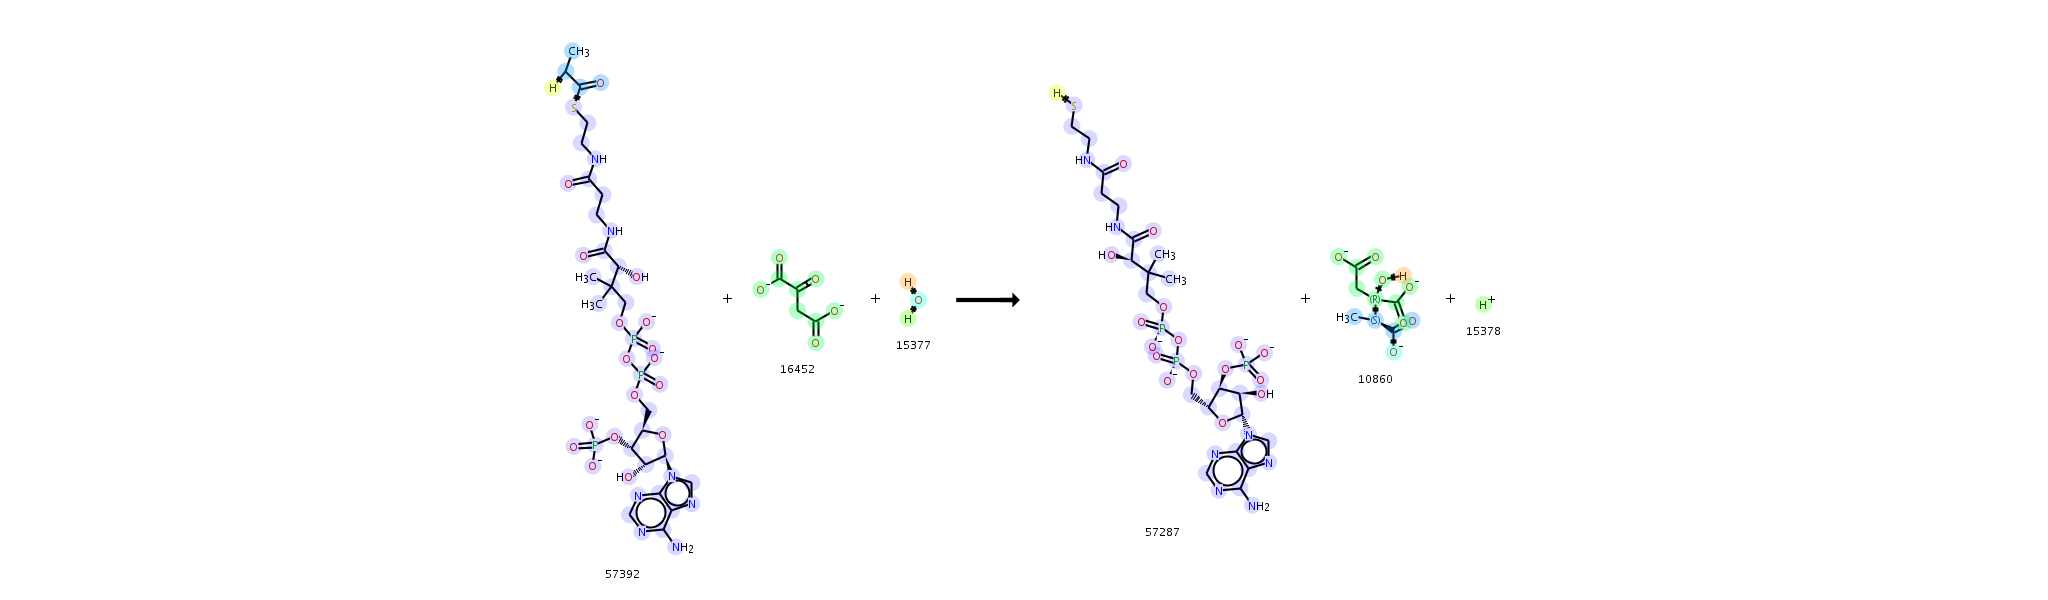 CH3
H
O
S
NH
O
NH
O
OH
H3C
H3C
O
O-
P
O
O
O-
P
O
O
O-
O
P
O
O-
O
HO
N
N
N
N
NH2
57392
+
O
O-
O
O-
O
16452
+
H
O
H
15377
H
S
HN
O
HN
O
HO
CH3
CH3
O
O
P
O-
O
O
P
O-
O
O-
P
O-
O
O
OH
O
N
N
N
N
NH2
57287
+
O-
O
O
H
O-
(R)
O
H3C
(S)
O
O-
10860
+
H+
15378